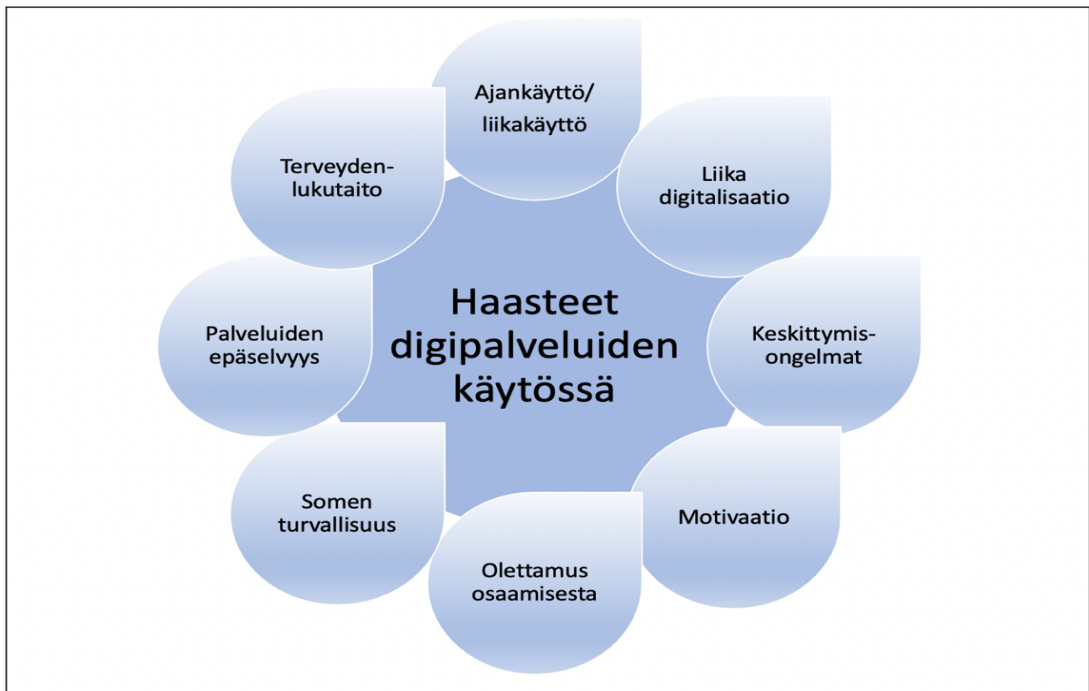 Ajankäyttö/
liikakäyttö
Liika
digitalisaatio
Keskittymis-
ongelmat
Motivaatio
Olettamus
osaamisesta
Somen
turvallisuus
Palveluiden
epäselvyys
Terveyden-
lukutaito
Haasteet
digipalveluiden
käytössä